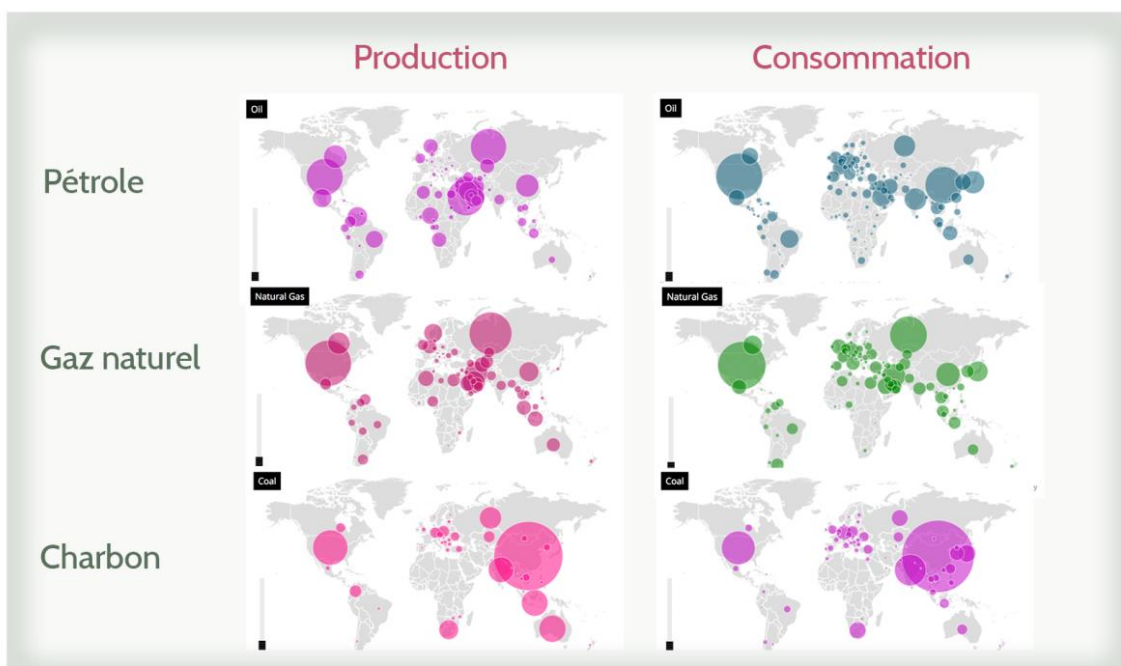 Production
Consommation
Pétrole
Oil
Oil
Gaz naturel
Natural Gas
Natural Gas
Charbon
Coal
Coal